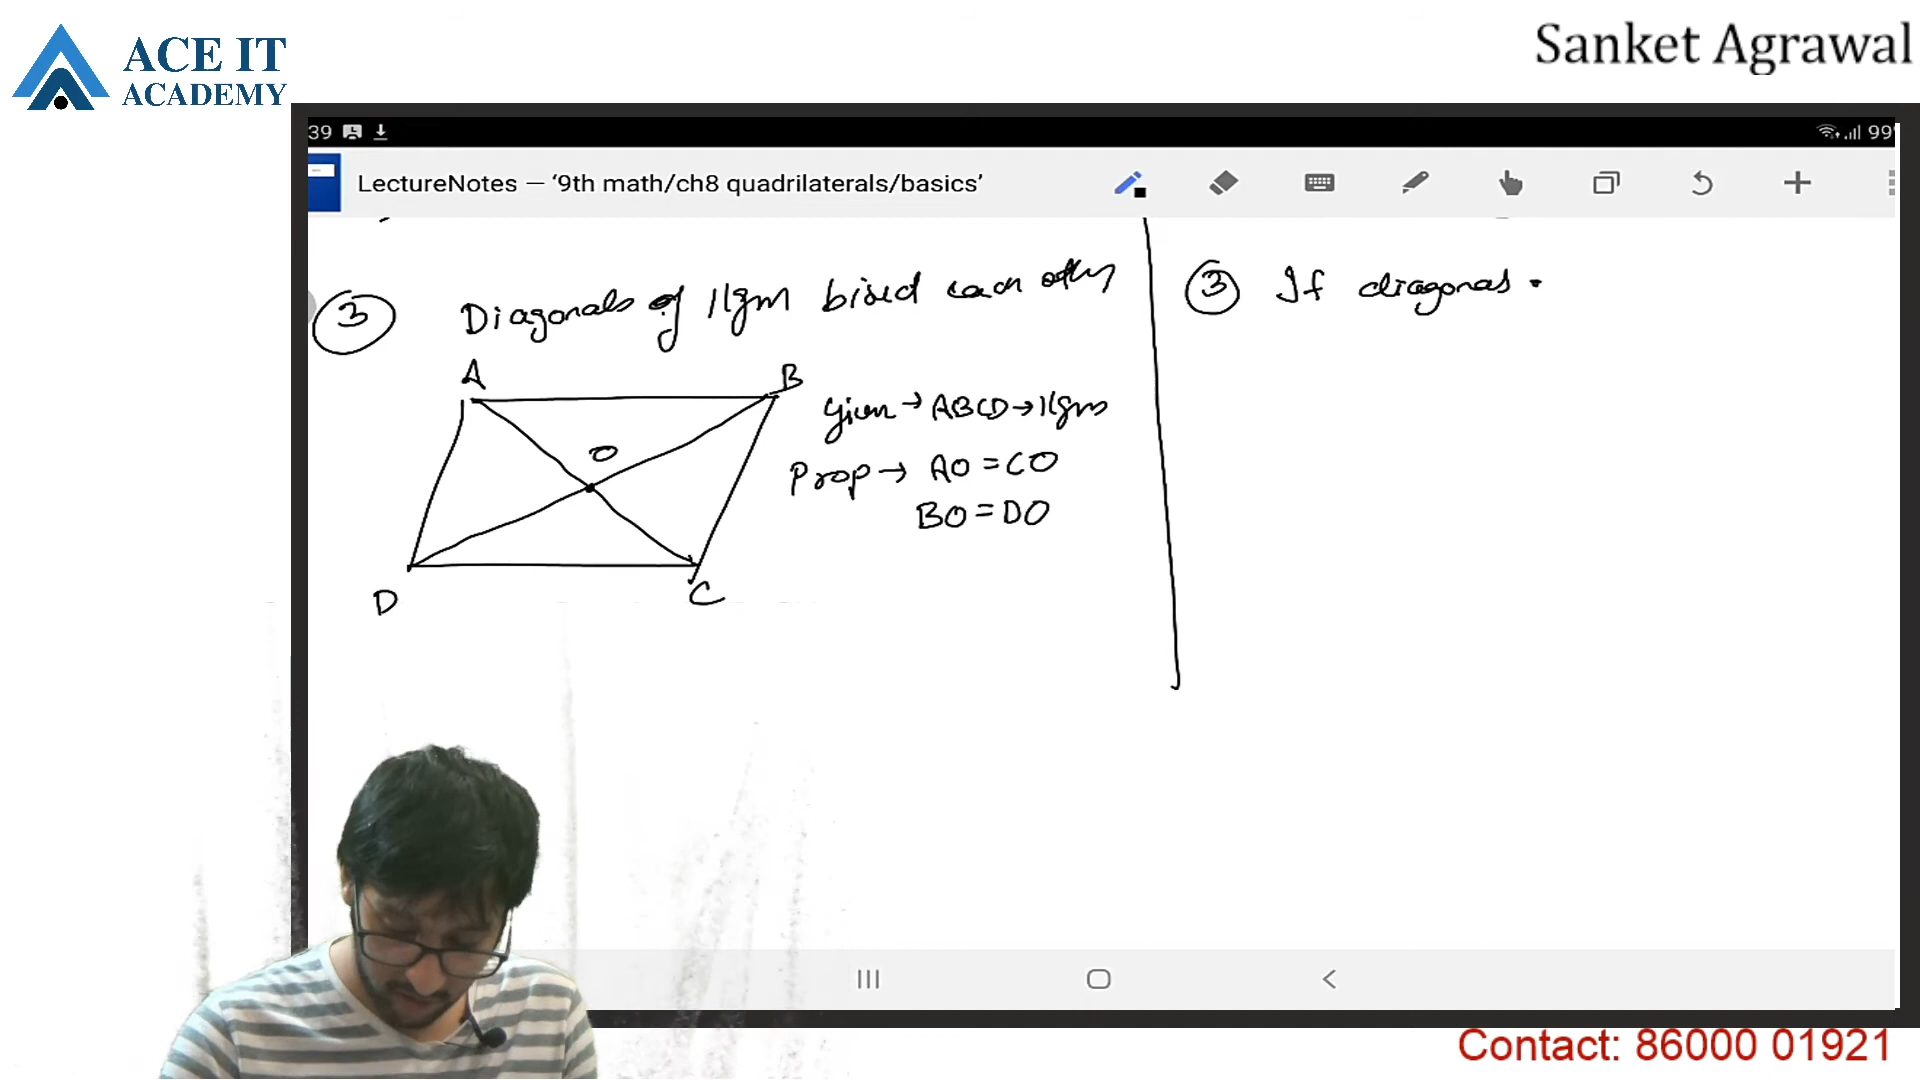 ACE IT
ACADEMY
Sanket Agrawal
39
99
LectureNotes — ‘9th math/ch8 quadrilaterals/basics’
3 Diagonals of ||gm bisect each other
A
B
O
D
C
Given → ABCD → ||gm
Prop → AO = CO
BO = DO
3 If diagonas
Contact: 86000 01921